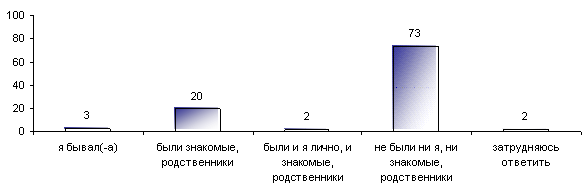 100
80
60
40
20
0
3
20
2
73
2
я бывал(-а)
были знакомые,
родственники
были и я лично, и
знакомые,
родственники
не были ни я, ни
знакомые,
родственники
затрудняюсь
ответить